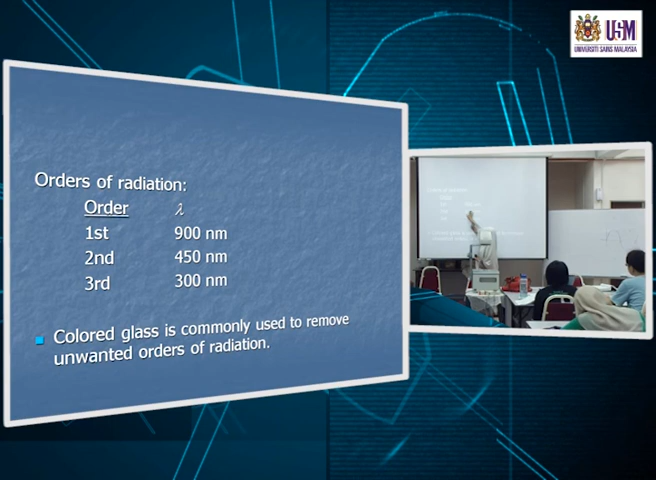 USM
UNIVERSITI SAINS MALAYSIA
Orders of radiation:
Order λ
1st 900 nm
2nd 450 nm
3rd 300 nm
Colored glass is commonly used to remove
unwanted orders of radiation.